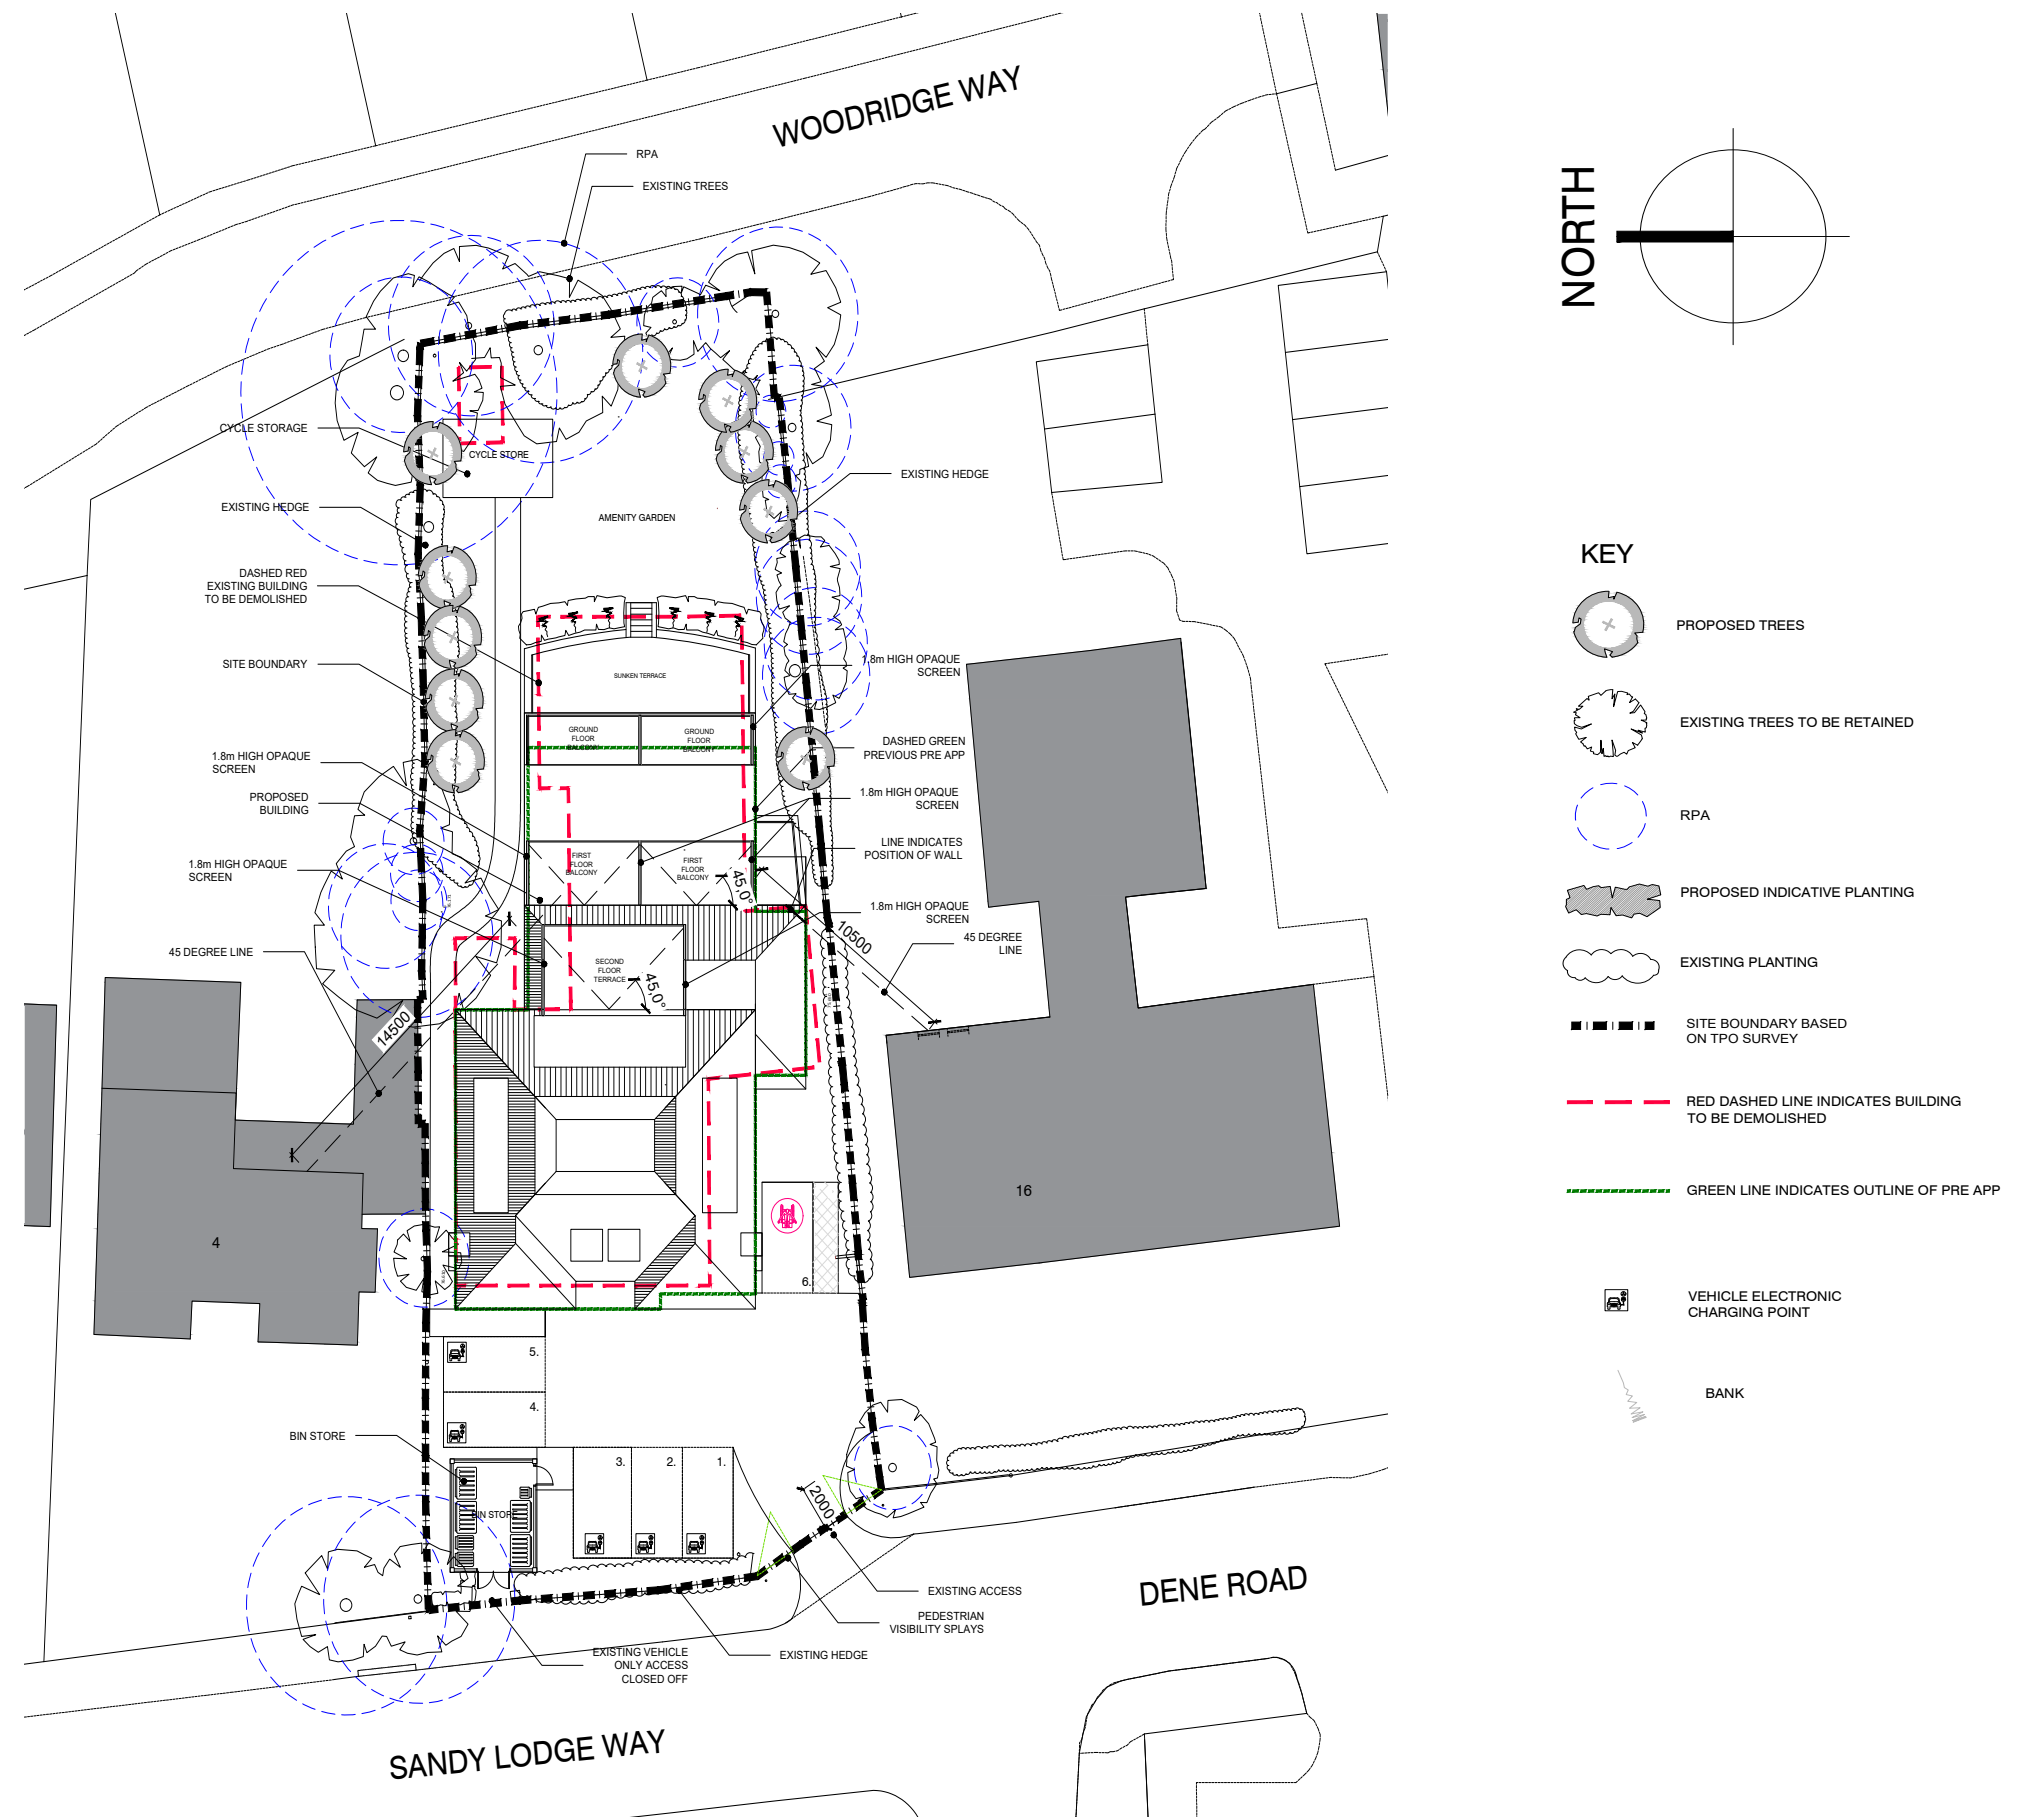 WOODRIDGE WAY
RPA
EXISTING TREES
NORTH
CYCLE STORAGE
CYCLE STORE
EXISTING HEDGE
EXISTING HEDGE
AMENITY GARDEN
DASHED RED
EXISTING BUILDING
TO BE DEMOLISHED
SITE BOUNDARY
SUNKEN TERRACE
1.8m HIGH OPAQUE
SCREEN
GROUND
FLOOR
BALCONY
GROUND
FLOOR
BALCONY
DASHED GREEN
PREVIOUS PRE APP
1.8m HIGH OPAQUE
SCREEN
1.8m HIGH OPAQUE
SCREEN
PROPOSED
BUILDING
LINE INDICATES
POSITION OF WALL
1.8m HIGH OPAQUE
SCREEN
FIRST
FLOOR
BALCONY
FIRST
FLOOR
BALCONY
45,0°
1.8m HIGH OPAQUE
SCREEN
10500
45 DEGREE
LINE
45 DEGREE LINE
SECOND
FLOOR
TERRACE
45,0°
14500
16
4
6.
5.
4.
3.
2.
1.
BIN STORE
BIN STORE
2000
EXISTING ACCESS
PEDESTRIAN
VISIBILITY SPLAYS
EXISTING HEDGE
EXISTING VEHICLE
ONLY ACCESS
CLOSED OFF
DENE ROAD
SANDY LODGE WAY
KEY
PROPOSED TREES
EXISTING TREES TO BE RETAINED
RPA
PROPOSED INDICATIVE PLANTING
EXISTING PLANTING
SITE BOUNDARY BASED
ON TPO SURVEY
RED DASHED LINE INDICATES BUILDING
TO BE DEMOLISHED
GREEN LINE INDICATES OUTLINE OF PRE APP
VEHICLE ELECTRONIC
CHARGING POINT
BANK